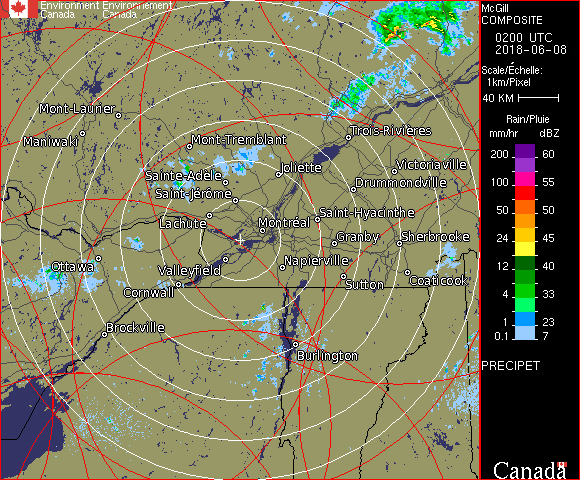 Environment Environnement
Canada Canada
McGill
COMPOSITE
0200 UTC
2018-06-08
Scale/Échelle:
1km/Pixel
40 KM
Rain/Pluie
mm/hr dBZ
200 60
100 55
50 50
24 45
12 40
4 33
1 23
0.1 7
PRECIPET
Canada
Mont-Laurier
Maniwaki
Mont-Tremblant
Trois-Rivières
Sainte-Adèle
Joliette
Victoriaville
Saint-Jérôme
Drummondville
Lachute
Montréal
Saint-Hyacinthe
Granby
Sherbrooke
Ottawa
Valleyfield
Napierville
Cornwall
Sutton
Coaticook
Brockville
Burlington